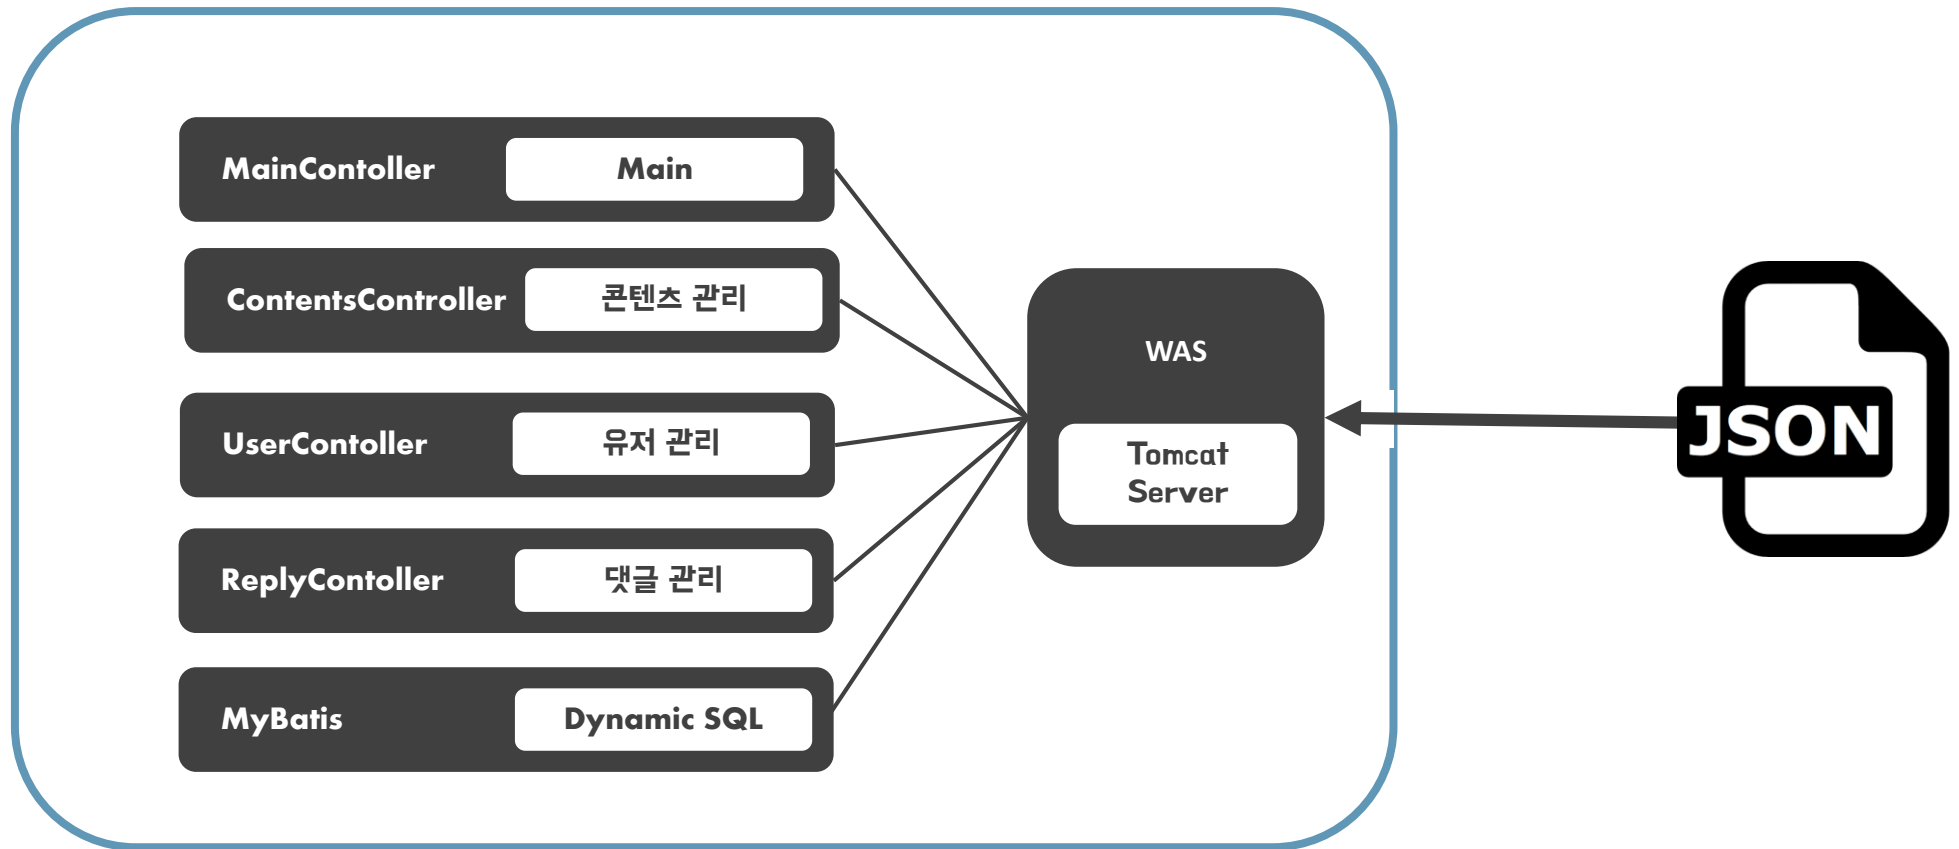 MainContoller
Main
ContentsController
콘텐츠 관리
UserContoller
유저 관리
ReplyContoller
댓글 관리
MyBatis
Dynamic SQL
WAS
Tomcat
Server
JSON